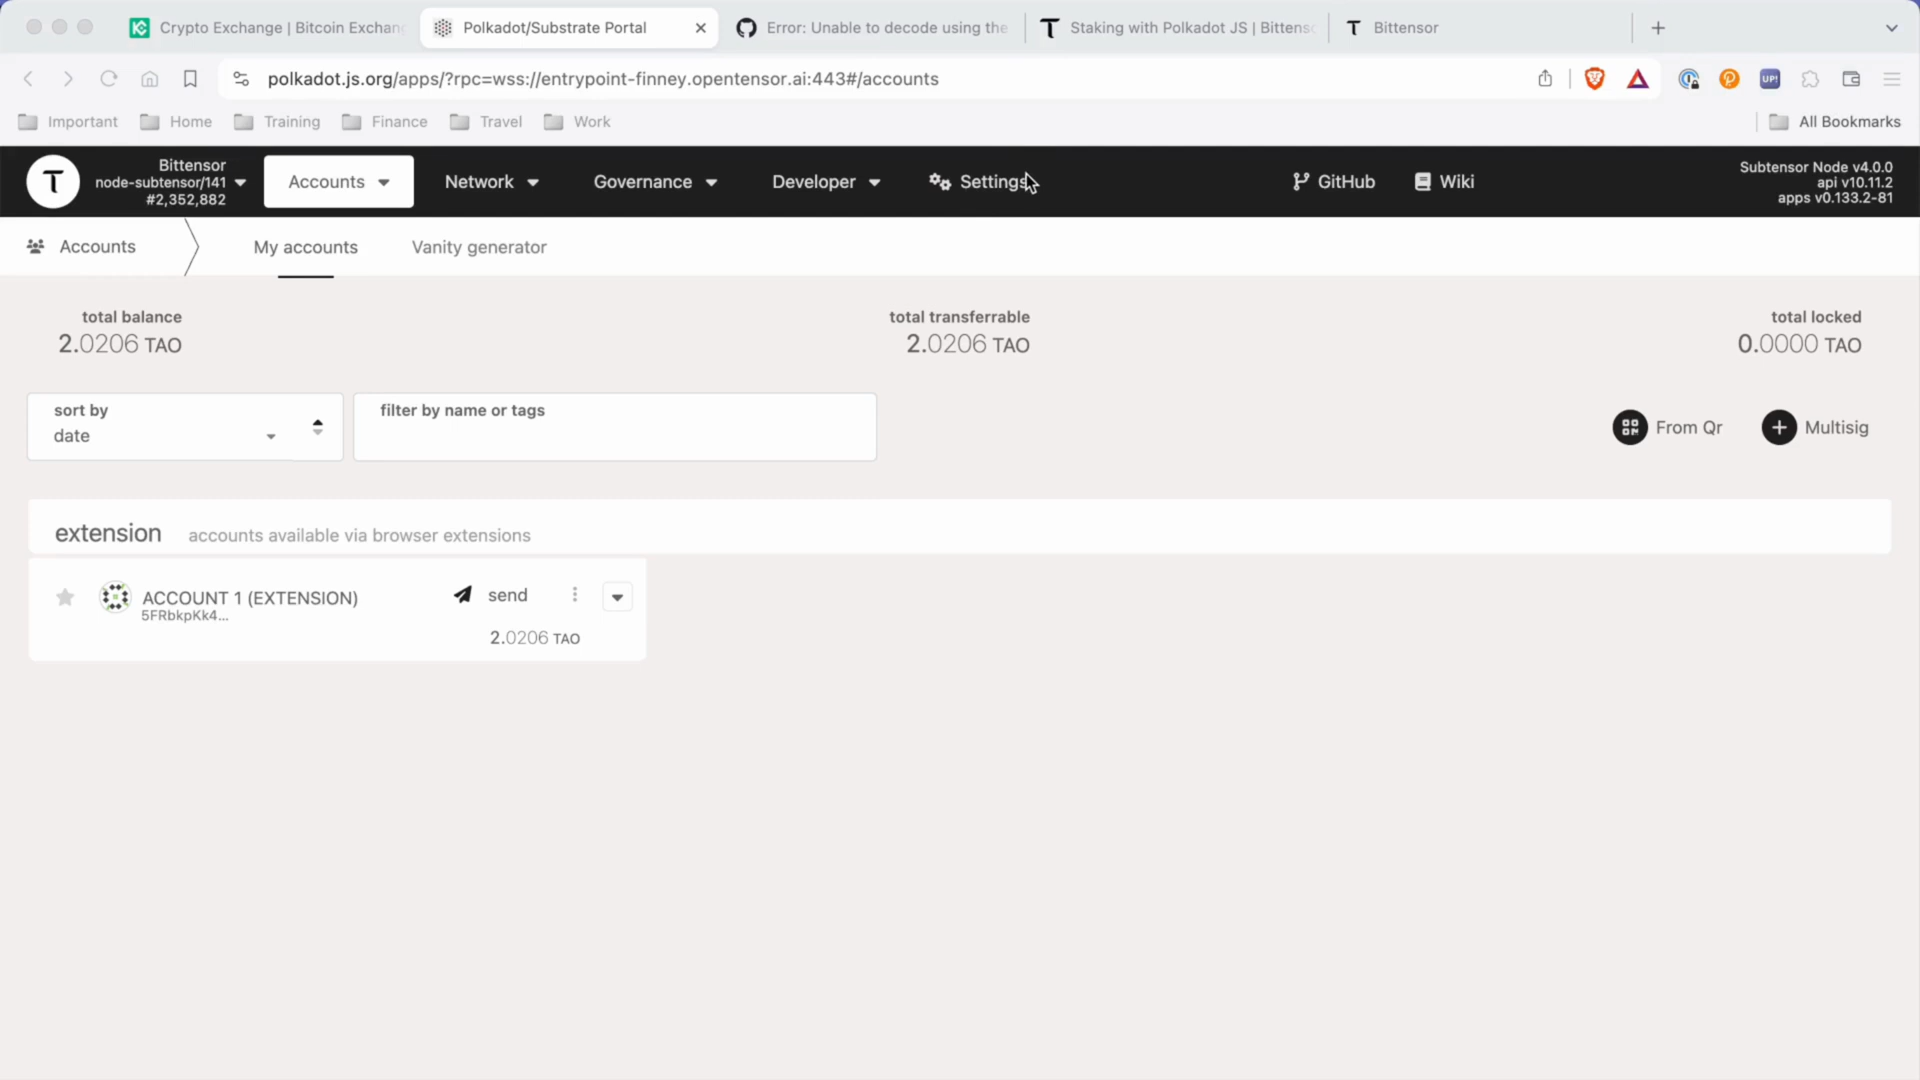 Crypto Exchange | Bitcoin Exchan
Polkadot/Substrate Portal
Error: Unable to decode using the
Staking with Polkadot JS | Bittens
Bittensor
polkadot.js.org/apps/?rpc=wss://entrypoint-finney.opentensor.ai:443#/accounts
UP!
Important
Home
Training
Finance
Travel
Work
All Bookmarks
Bittensor
node-subtensor/141
#2,352,882
Accounts
Network
Governance
Developer
Settings
GitHub
Wiki
Subtensor Node v4.0.0
api v10.11.2
apps v0.133.2-81
Accounts
My accounts
Vanity generator
total balance
2.0206 TAO
total transferrable
2.0206 TAO
total locked
0.0000 TAO
sort by
date
filter by name or tags
From Qr
Multisig
extension accounts available via browser extensions
ACCOUNT 1 (EXTENSION)
5FRbkpKk4...
send
2.0206 TAO